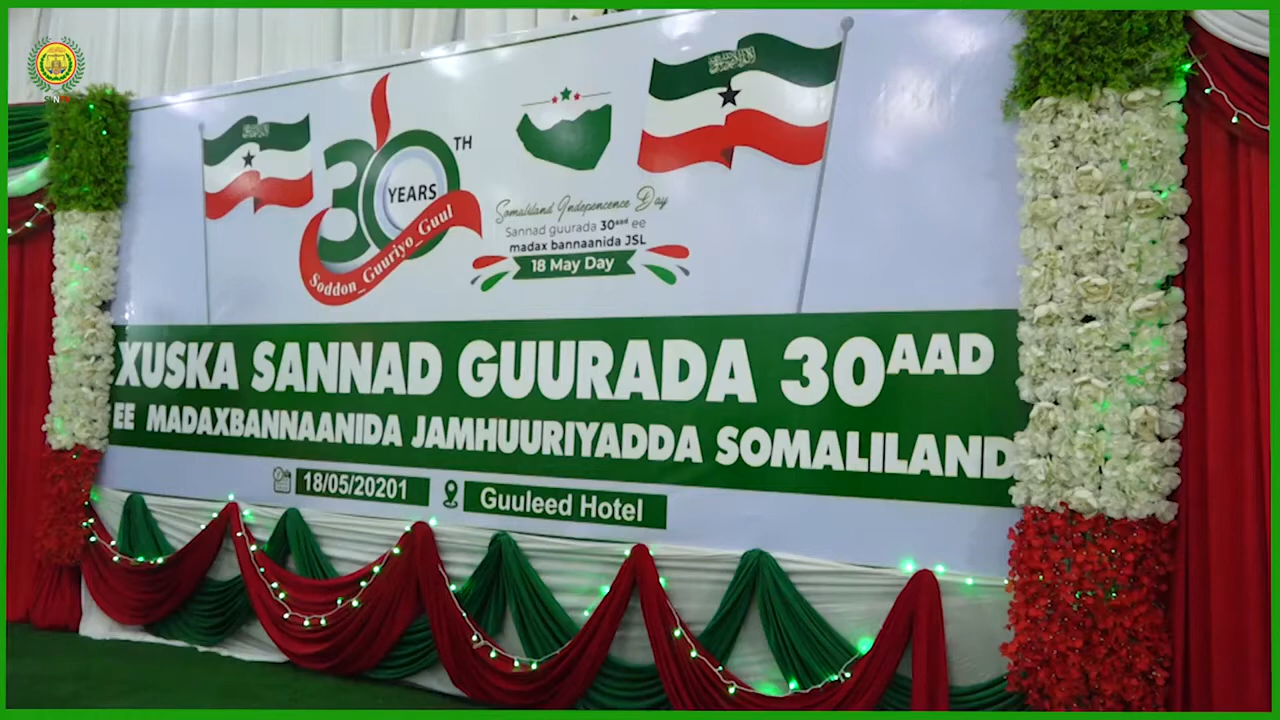 30 TH
YEARS
Soddon_Guuriyo_Guul
Somaliland Indepencence Day
Sannad guurada 30aad ee
madax bannaanida JSL
18 May Day
XUSKA SANNAD GUURADA 30AAD
EE MADAXBANNAANIDA JAMHUURIYADDA SOMALILAND
18/05/20201
Guuleed Hotel